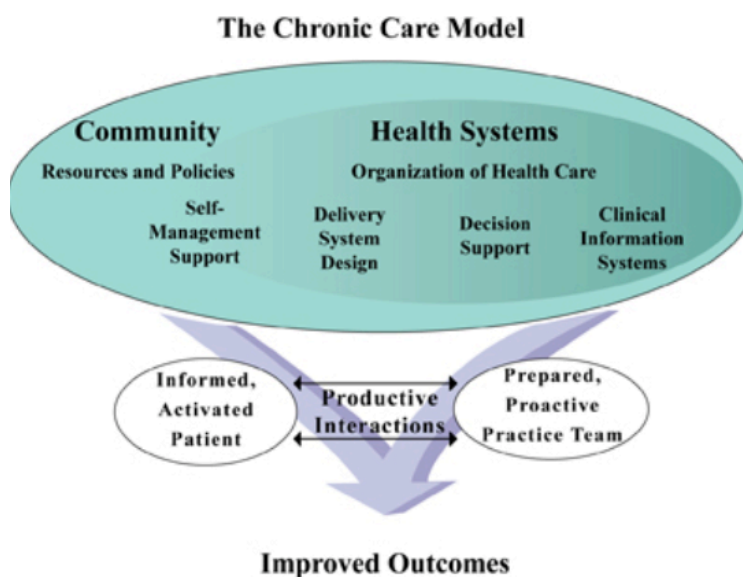 The Chronic Care Model
Community
Health Systems
Resources and Policies
Organization of Health Care
Self-
Management
Support
Delivery
System
Design
Decision
Support
Clinical
Information
Systems
Informed,
Activated
Patient
Productive
Interactions
Prepared,
Proactive
Practice Team
Improved Outcomes